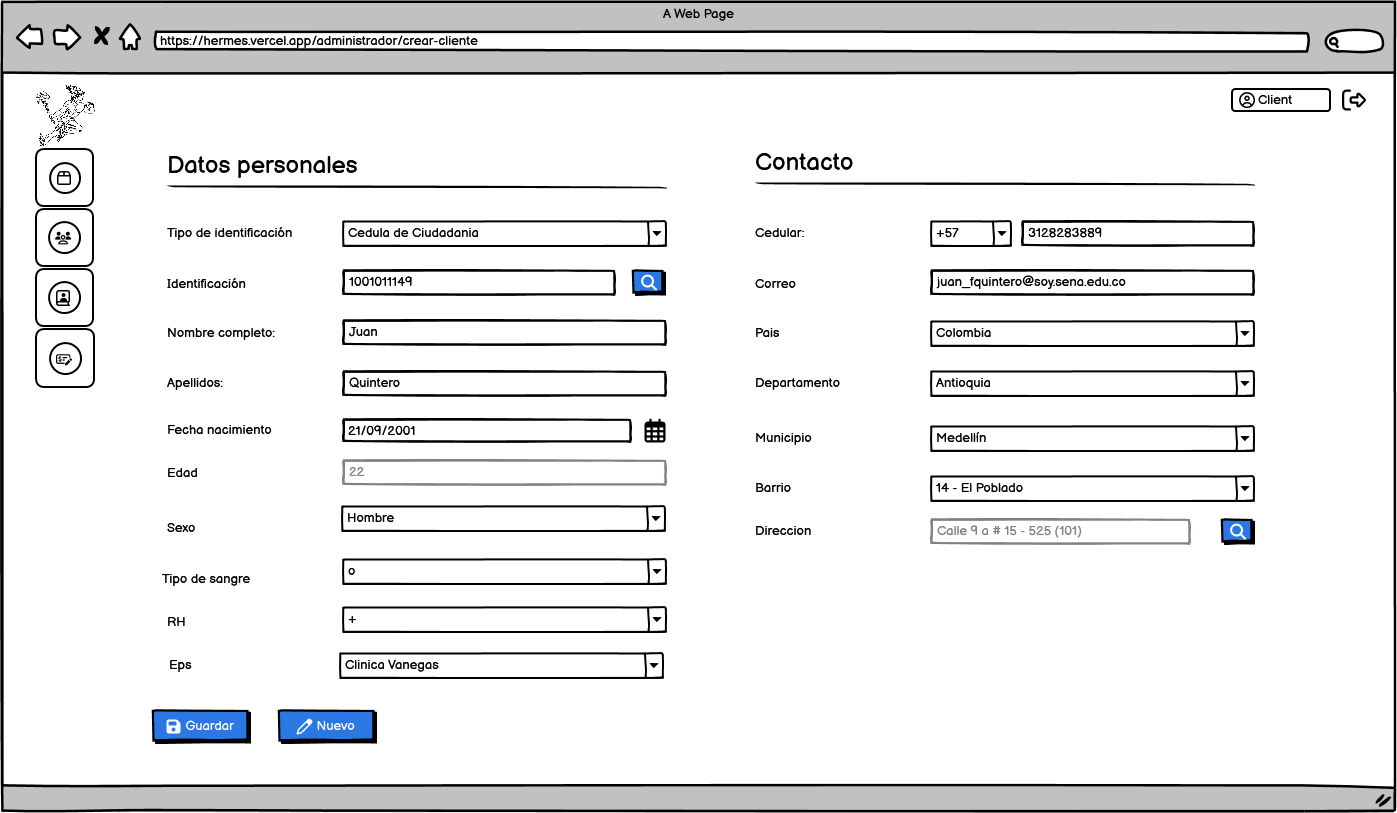 A Web Page
https://hermes.vercel.app/administrador/crear-cliente
Client
Datos personales
Tipo de identificación
Cedula de Ciudadania
Identificación
1001011149
Nombre completo:
Juan
Apellidos:
Quintero
Fecha nacimiento
21/09/2001
Edad
22
Sexo
Hombre
Tipo de sangre
o
RH
+
Eps
Clinica Vanegas
Guardar
Nuevo
Contacto
Cedular:
+57
3128283889
Correo
juan_fquintero@soy.sena.edu.co
Pais
Colombia
Departamento
Antioquia
Municipio
Medellín
Barrio
14 - El Poblado
Direccion
Calle 9 a # 15 - 525 (101)